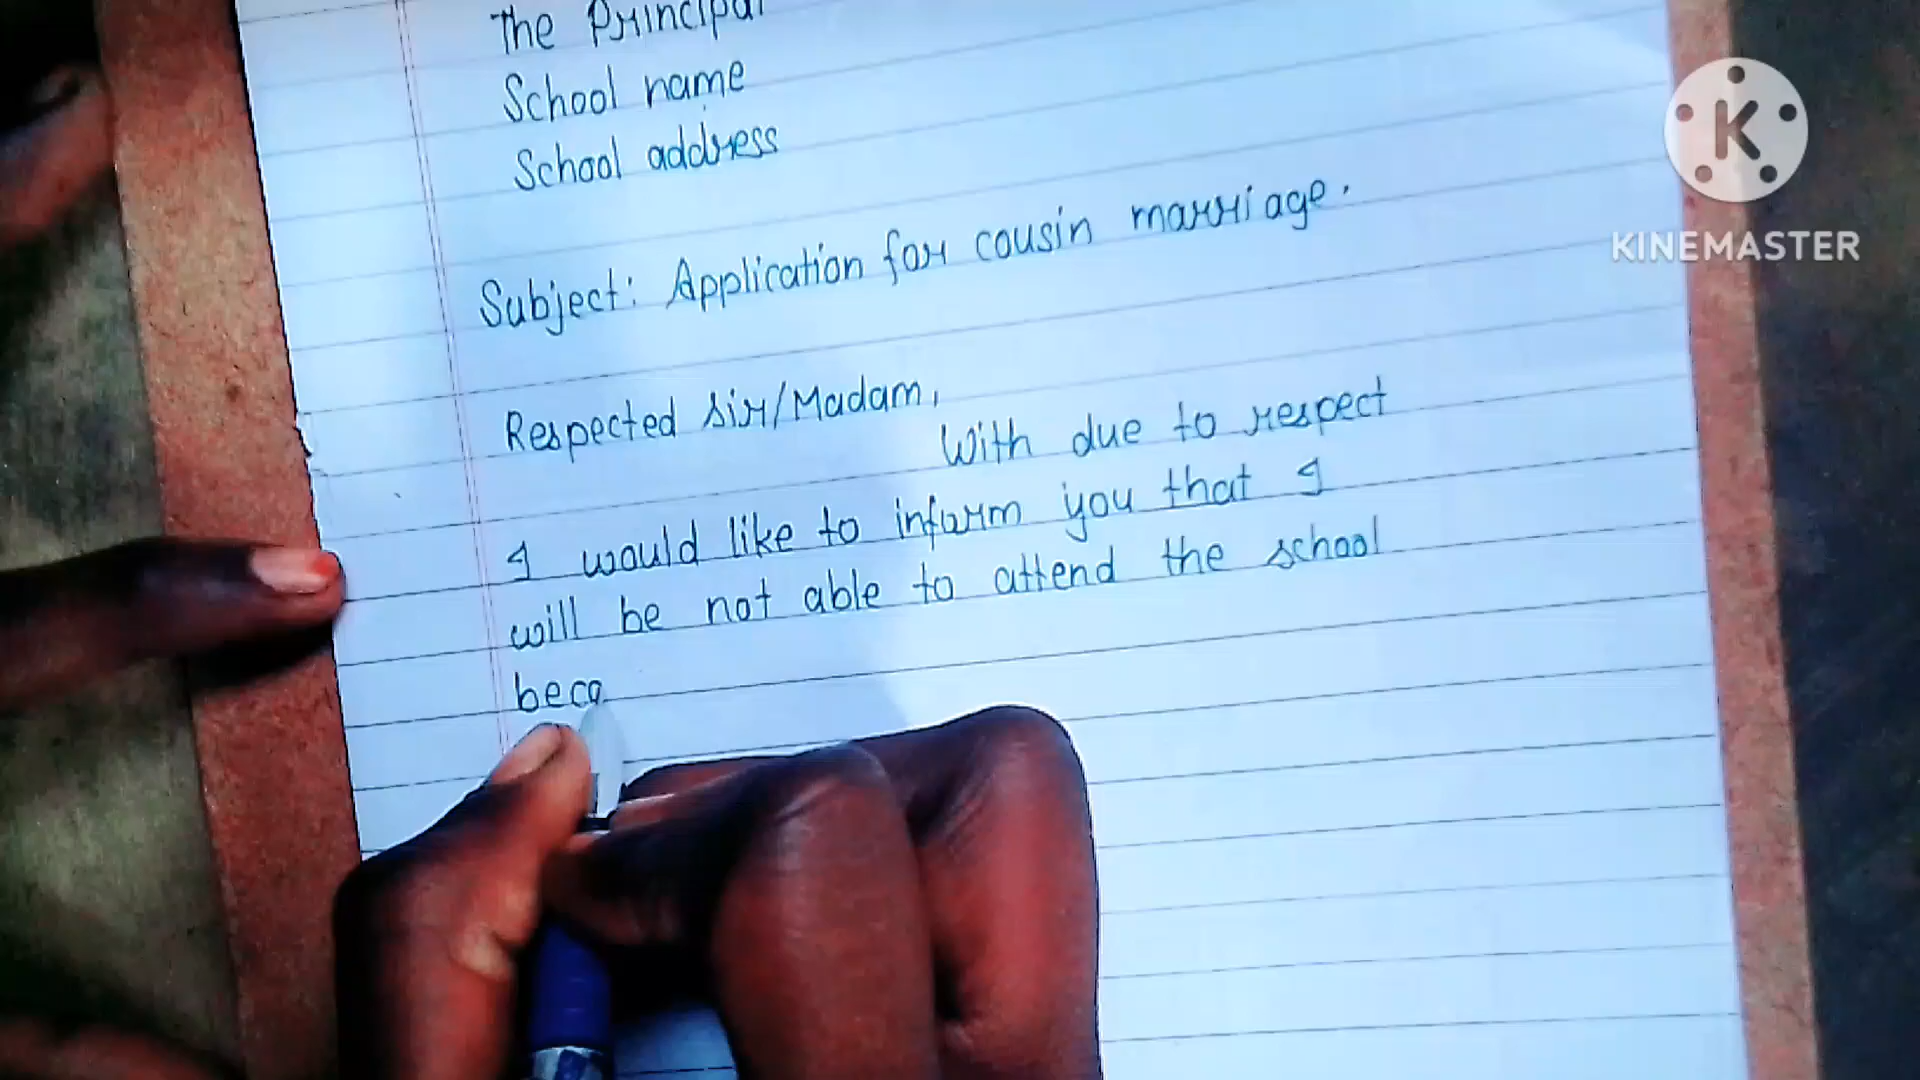 The Principal
School name
School address
K
KINEMASTER
Subject: Application for cousin marriage.
Respected Sir/Madam,
With due to respect
I would like to inform you that I
will be not able to attend the school
beca